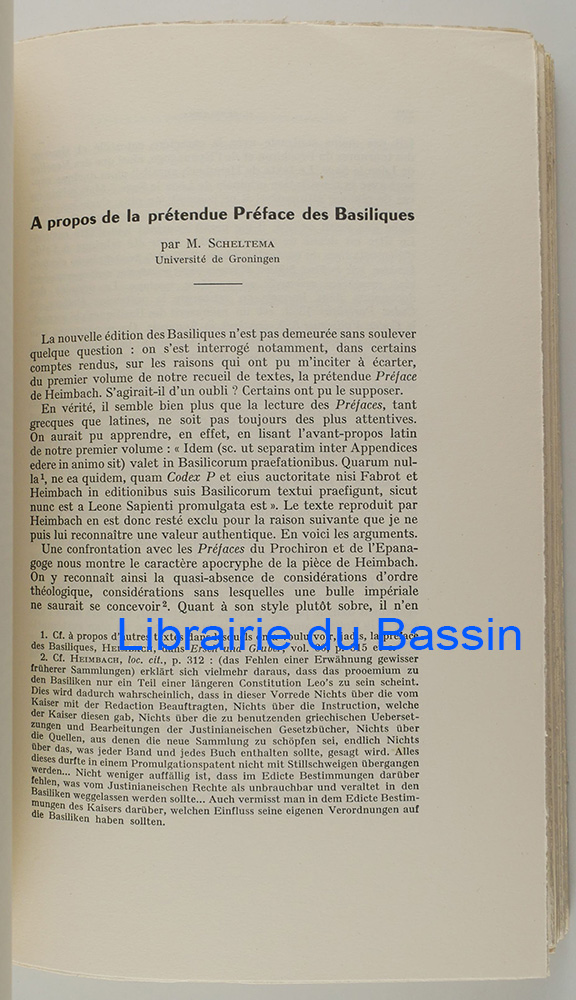 A propos de la prétendue Préface des Basiliques
par M. SCHELTEMA
Université de Groningen
La nouvelle édition des Basiliques n'est pas demeurée sans soulever
quelque question : on s'est interrogé notamment, dans certains
comptes rendus, sur les raisons qui ont pu m'inciter à écarter,
du premier volume de notre recueil de textes, la prétendue Préface
de Heimbach. S'agirait-il d'un oubli ? Certains ont pu le supposer.
En vérité, il semble bien plus que la lecture des Préfaces, tant
grecques que latines, ne soit pas toujours des plus attentives.
On aurait pu apprendre, en effet, en lisant l'avant-propos latin
de notre premier volume : « Idem (sc. ut separatim inter Appendices
edere in animo sit) valet in Basilicorum praefationibus. Quarum nul-
la¹, ne ea quidem, quam Codex P et eius auctoritate nisi Fabrot et
Heimbach in editionibus suis Basilicorum textui praefigunt, sicut
nunc est a Leone Sapienti promulgata est ». Le texte reproduit par
Heimbach en est donc resté exclu pour la raison suivante que je ne
puis lui reconnaître une valeur authentique. En voici les arguments.
Une confrontation avec les Préfaces du Prochiron et de l'Epana-
goge nous montre le caractère apocryphe de la pièce de Heimbach.
On y reconnaît ainsi la quasi-absence de considérations d'ordre
théologique, considérations sans lesquelles une bulle impériale
ne saurait se concevoir². Quant à son style plutôt sobre, il n'en
1. Cf. à propos d'autres textes dans lesquels on a voulu voir, jadis, la préface
des Basiliques, HEIMBACH, dans Ersch und Gruber, vol. p.
Librairie du Bassin
2. Cf. HEIMBACH, loc. cit., p. 312 : (das Fehlen einer Erwähnung gewisser
früherer Sammlungen) erklärt sich vielmehr daraus, dass das prooemium zu
den Basiliken nur ein Teil einer längeren Constitution Leo's zu sein scheint.
Dies wird dadurch wahrscheinlich, dass in dieser Vorrede Nichts über die vom
Kaiser mit der Redaction Beauftragten, Nichts über die Instruction, welche
der Kaiser diesen gab, Nichts über die zu benutzenden griechischen Ueberset-
zungen und Bearbeitungen der Justinianeischen Gesetzbücher, Nichts über
die Quellen, aus denen die neue Sammlung zu schöpfen sei, endlich Nichts
über das, was jeder Band und jedes Buch enthalten sollte, gesagt wird. Alles
dieses durfte in einem Promulgationspatent nicht mit Stillschweigen übergangen
werden... Nicht weniger auffällig ist, dass im Edicte Bestimmungen darüber
fehlen, was vom Justinianeischen Rechte als unbrauchbar und veraltet in den
Basiliken weggelassen werden sollte... Auch vermisst man in dem Edicte Bestim-
mungen des Kaisers darüber, welchen Einfluss seine eigenen Verordnungen auf
die Basiliken haben sollten.